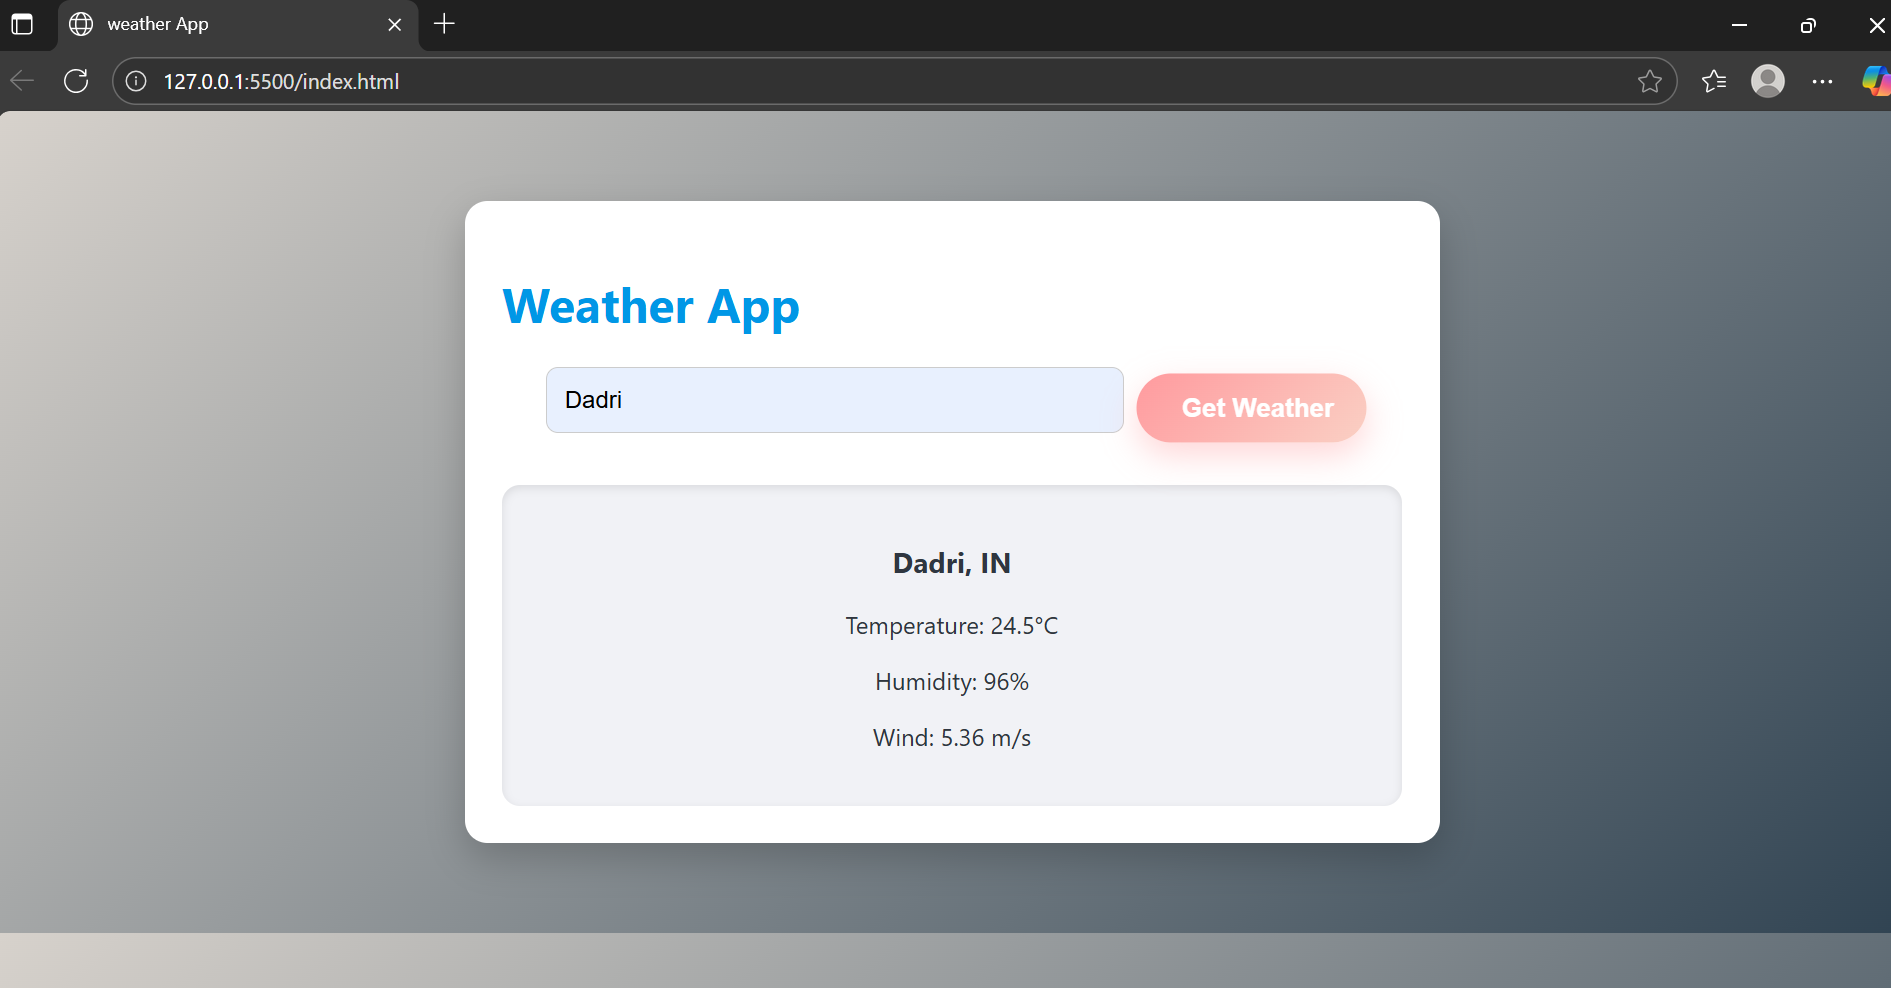 weather App
127.0.0.1:5500/index.html
Weather App
Dadri
Get Weather
Dadri, IN
Temperature: 24.5°C
Humidity: 96%
Wind: 5.36 m/s